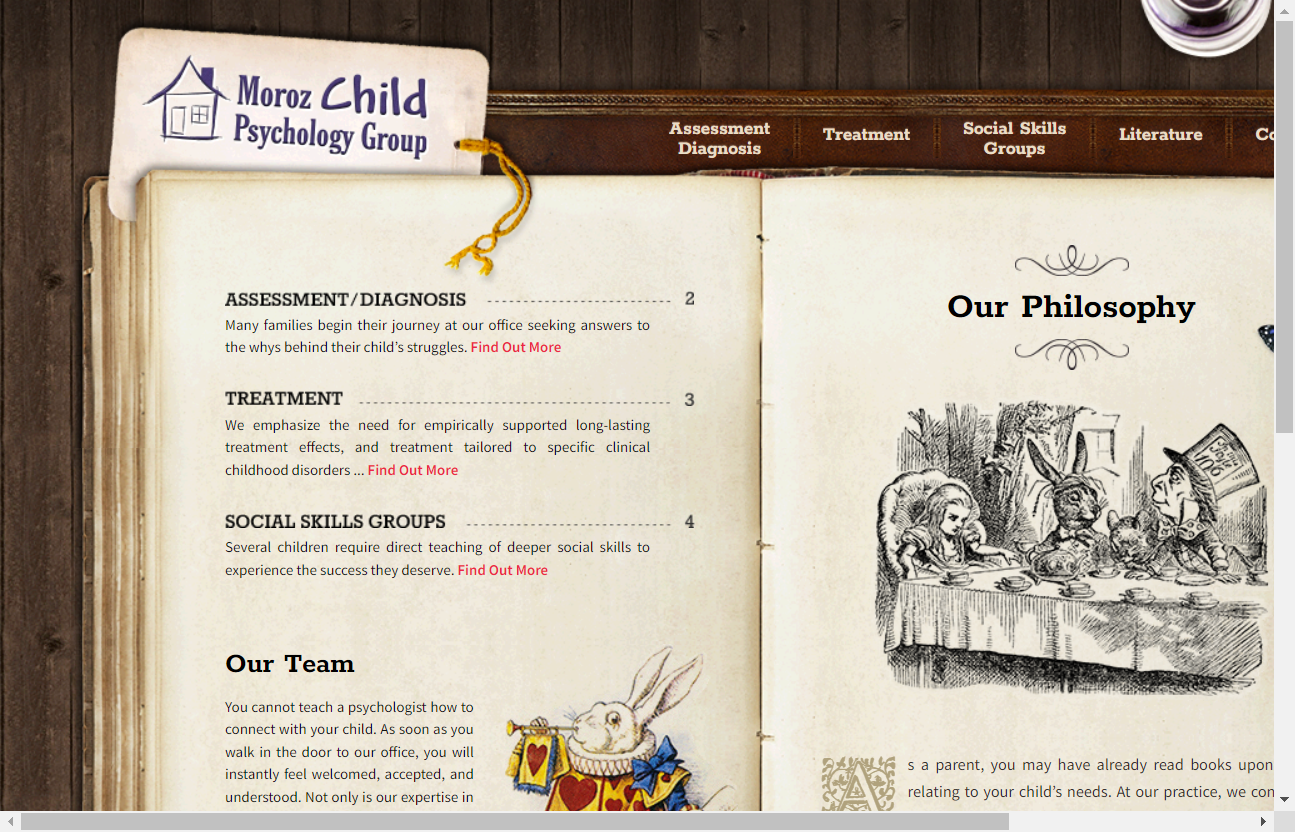 Moroz Child
Psychology Group
Assessment
Diagnosis
Treatment
Social Skills
Groups
Literature
Co
ASSESSMENT/DIAGNOSIS 2
Many families begin their journey at our office seeking answers to
the whys behind their child’s struggles. Find Out More
TREATMENT 3
We emphasize the need for empirically supported long-lasting
treatment effects, and treatment tailored to specific clinical
childhood disorders ... Find Out More
SOCIAL SKILLS GROUPS 4
Several children require direct teaching of deeper social skills to
experience the success they deserve. Find Out More
Our Team
You cannot teach a psychologist how to
connect with your child. As soon as you
walk in the door to our office, you will
instantly feel welcomed, accepted, and
understood. Not only is our expertise in
Our Philosophy
As a parent, you may have already read books upon
relating to your child’s needs. At our practice, we con